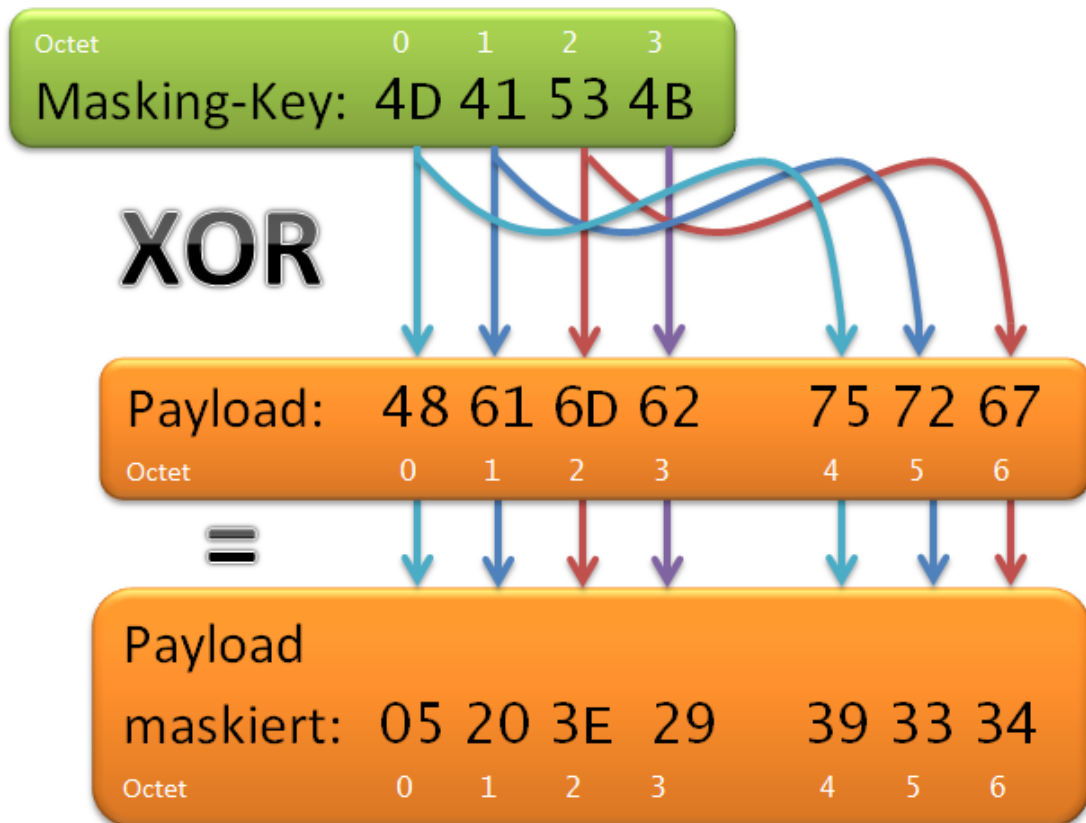 Octet 0 1 2 3
Masking-Key: 4D 41 53 4B
XOR
Payload: 48 61 6D 62 75 72 67
Octet 0 1 2 3 4 5 6
=
Payload
maskiert: 05 20 3E 29 39 33 34
Octet 0 1 2 3 4 5 6